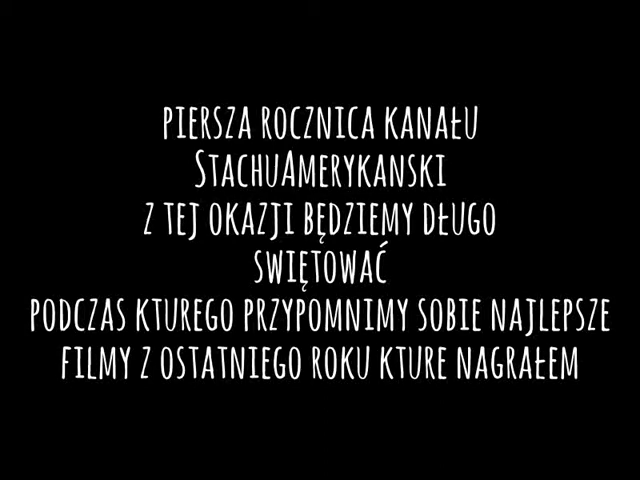 PIERSZA ROCZNICA KANAŁU
STACHUAMERYKANSKI
Z TEJ OKAZJI BĘDZIEMY DŁUGO
SWIĘTOWAĆ
PODCZAS KTUREGO PRZYPOMNIMY SOBIE NAJLEPSZE
FILMY Z OSTATNIEGO ROKU KTURE NAGRAŁEM